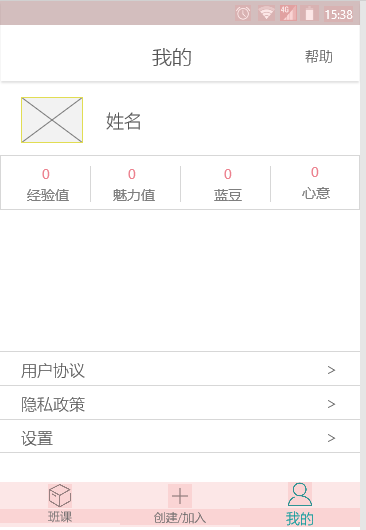 4G 15:38
我的 帮助
姓名
0 0 0 0
经验值 魅力值 蓝豆 心意
用户协议 >
隐私政策 >
设置 >
班课 创建/加入 我的